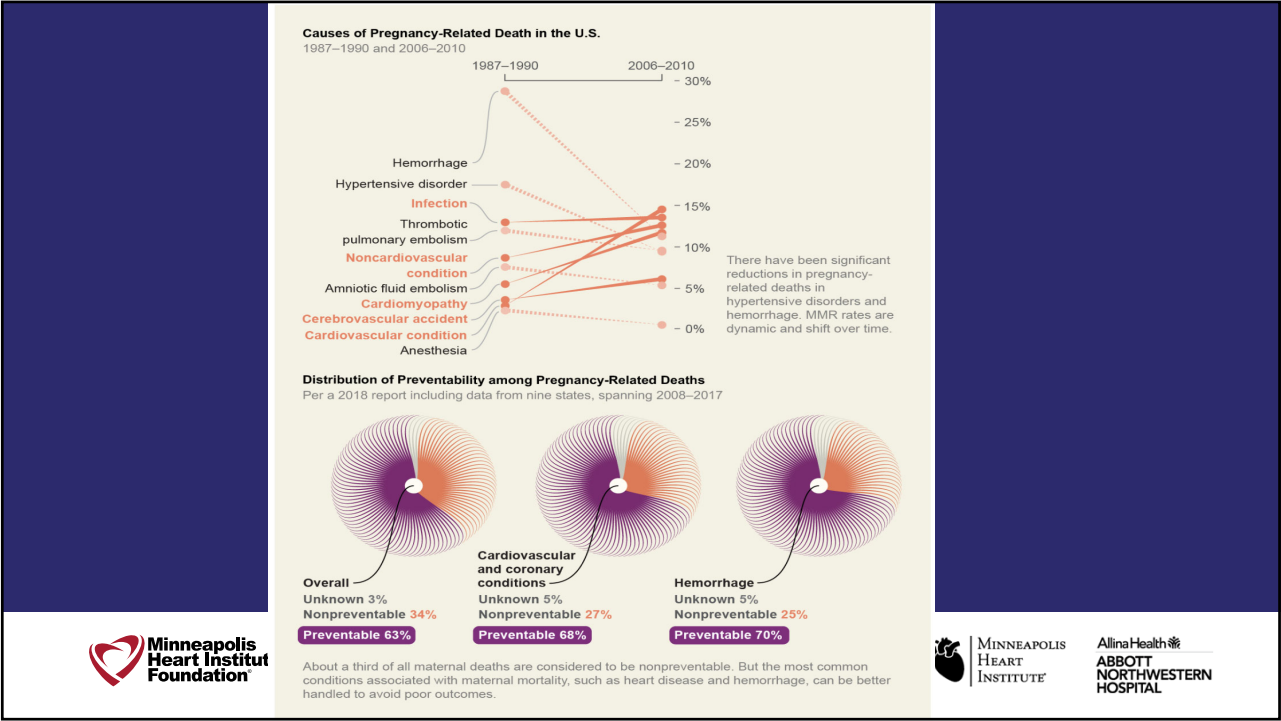 Causes of Pregnancy-Related Death in the U.S.
1987–1990 and 2006–2010
1987–1990
2006–2010
30%
25%
20%
15%
10%
5%
0%
Hemorrhage
Hypertensive disorder
Infection
Thrombotic
pulmonary embolism
Noncardiovascular
condition
Amniotic fluid embolism
Cardiomyopathy
Cerebrovascular accident
Cardiovascular condition
Anesthesia
There have been significant
reductions in pregnancy-
related deaths in
hypertensive disorders and
hemorrhage. MMR rates are
dynamic and shift over time.
Distribution of Preventability among Pregnancy-Related Deaths
Per a 2018 report including data from nine states, spanning 2008–2017
Overall
Unknown 3%
Nonpreventable 34%
Preventable 63%
Cardiovascular
and coronary
conditions
Unknown 5%
Nonpreventable 27%
Preventable 68%
Hemorrhage
Unknown 5%
Nonpreventable 25%
Preventable 70%
About a third of all maternal deaths are considered to be nonpreventable. But the most common
conditions associated with maternal mortality, such as heart disease and hemorrhage, can be better
handled to avoid poor outcomes.
Minneapolis
Heart Institut
Foundation®
MINNEAPOLIS
HEART
INSTITUTE®
Allina Health
ABBOTT
NORTHWESTERN
HOSPITAL